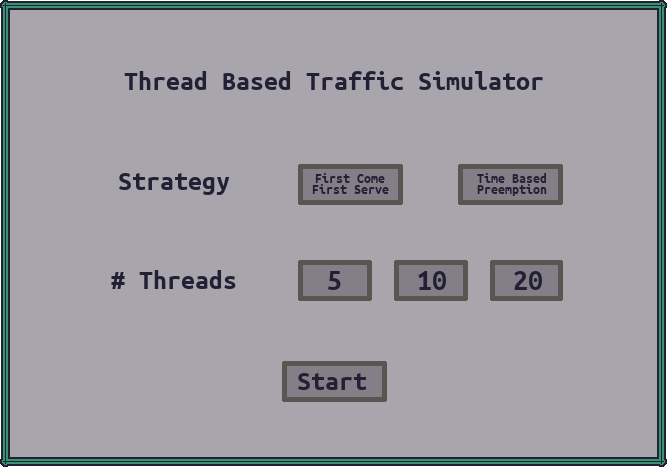 Thread Based Traffic Simulator
Strategy
First Come
First Serve
Time Based
Preemption
# Threads
5
10
20
Start